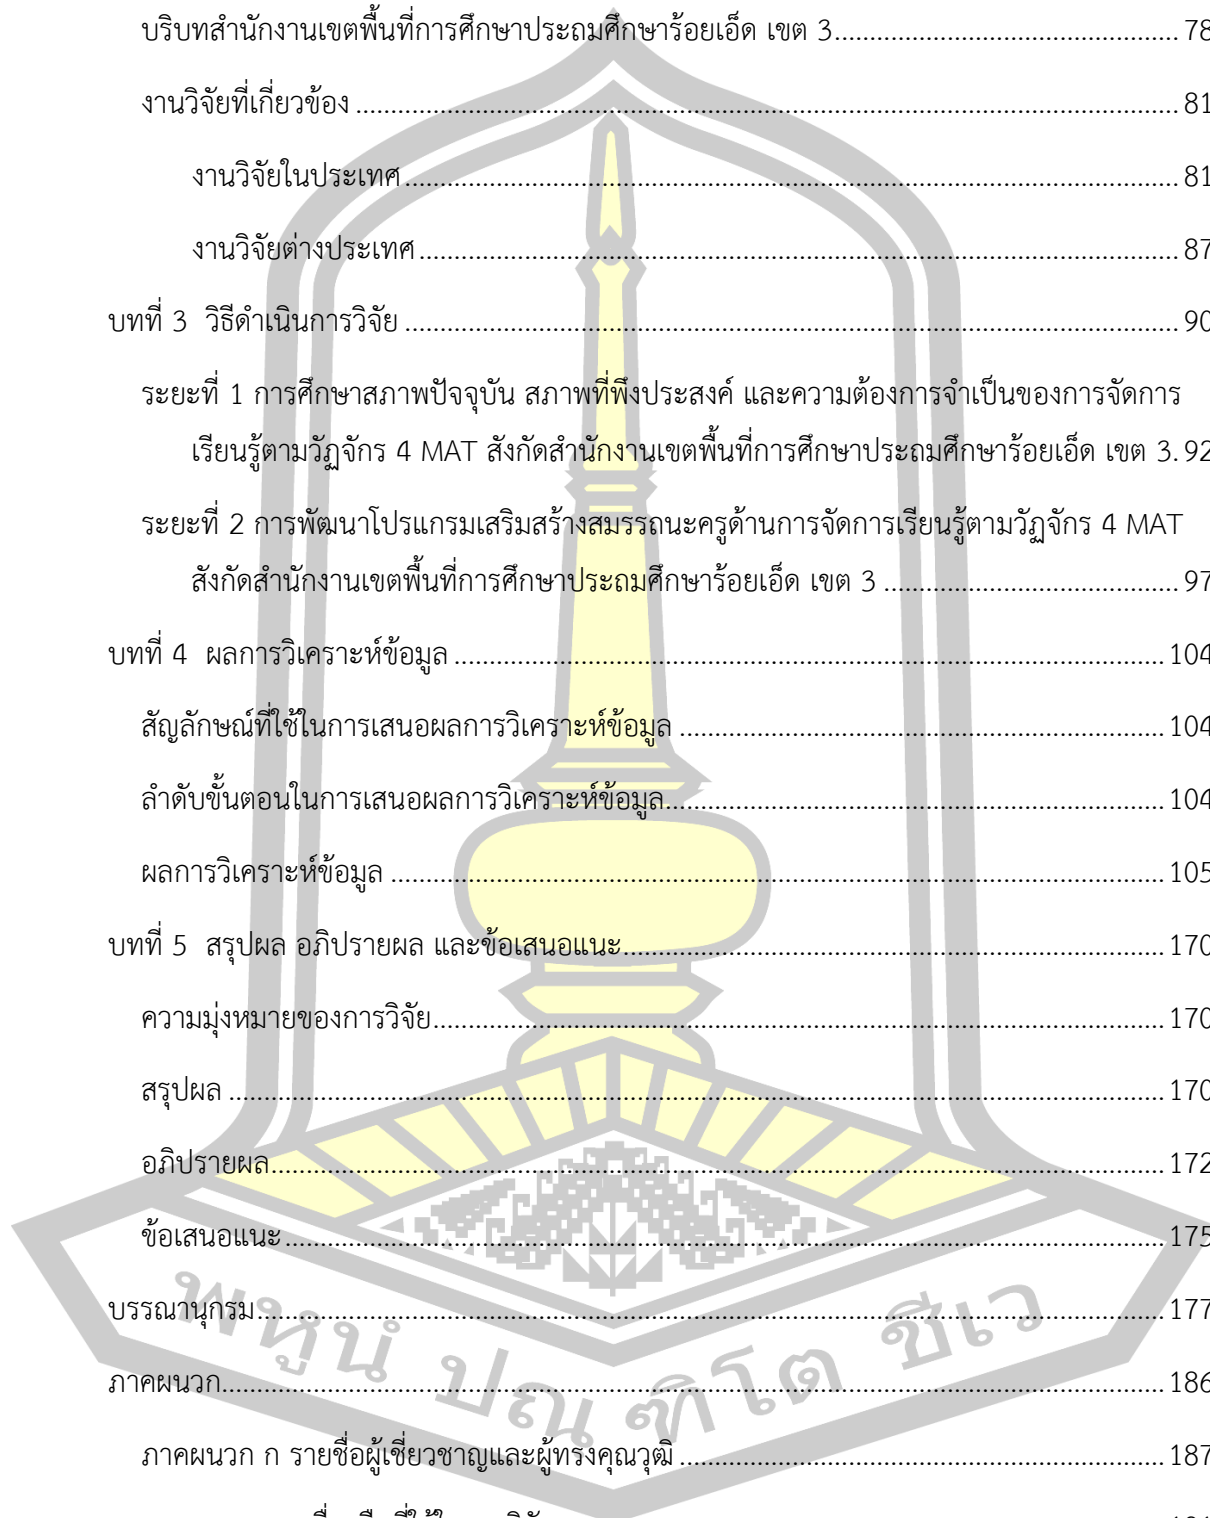 บริบทสำนักงานเขตพื้นที่การศึกษาประถมศึกษาร้อยเอ็ด เขต 3 78
งานวิจัยที่เกี่ยวข้อง 81
งานวิจัยในประเทศ 81
งานวิจัยต่างประเทศ 87
บทที่ 3 วิธีดำเนินการวิจัย 90
ระยะที่ 1 การศึกษาสภาพปัจจุบัน สภาพที่พึงประสงค์ และความต้องการจำเป็นของการจัดการ
เรียนรู้ตามวัฏจักร 4 MAT สังกัดสำนักงานเขตพื้นที่การศึกษาประถมศึกษาร้อยเอ็ด เขต 3. 92
ระยะที่ 2 การพัฒนาโปรแกรมเสริมสร้างสมรรถนะครูด้านการจัดการเรียนรู้ตามวัฏจักร 4 MAT
สังกัดสำนักงานเขตพื้นที่การศึกษาประถมศึกษาร้อยเอ็ด เขต 3 97
บทที่ 4 ผลการวิเคราะห์ข้อมูล 104
สัญลักษณ์ที่ใช้ในการเสนอผลการวิเคราะห์ข้อมูล 104
ลำดับขั้นตอนในการเสนอผลการวิเคราะห์ข้อมูล 104
ผลการวิเคราะห์ข้อมูล 105
บทที่ 5 สรุปผล อภิปรายผล และข้อเสนอแนะ 170
ความมุ่งหมายของการวิจัย 170
สรุปผล 170
อภิปรายผล 172
ข้อเสนอแนะ 175
บรรณานุกรม 177
พหูนํ ปณฺฑิโต ชีเว
ภาคผนวก 186
ภาคผนวก ก รายชื่อผู้เชี่ยวชาญและผู้ทรงคุณวุฒิ 187